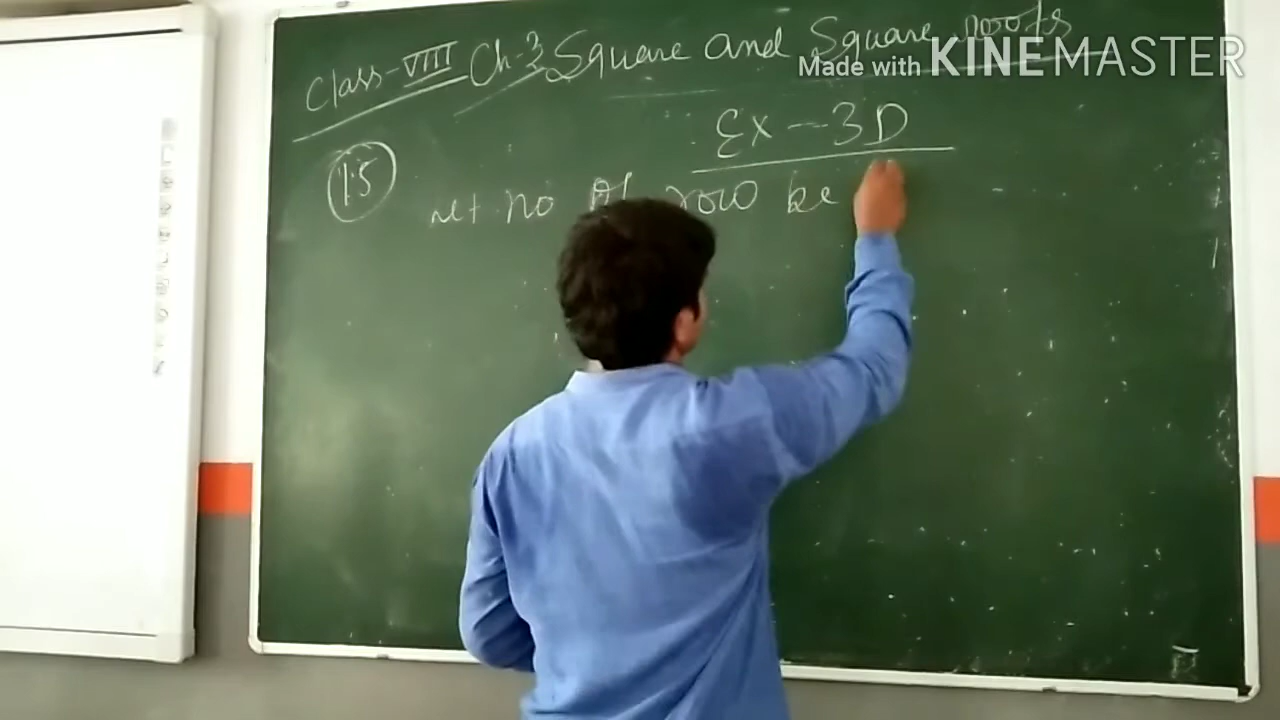 Class-VIII Ch-3 Square and Square roots
Made with KINEMASTER
Ex-3D
15
let no of row be